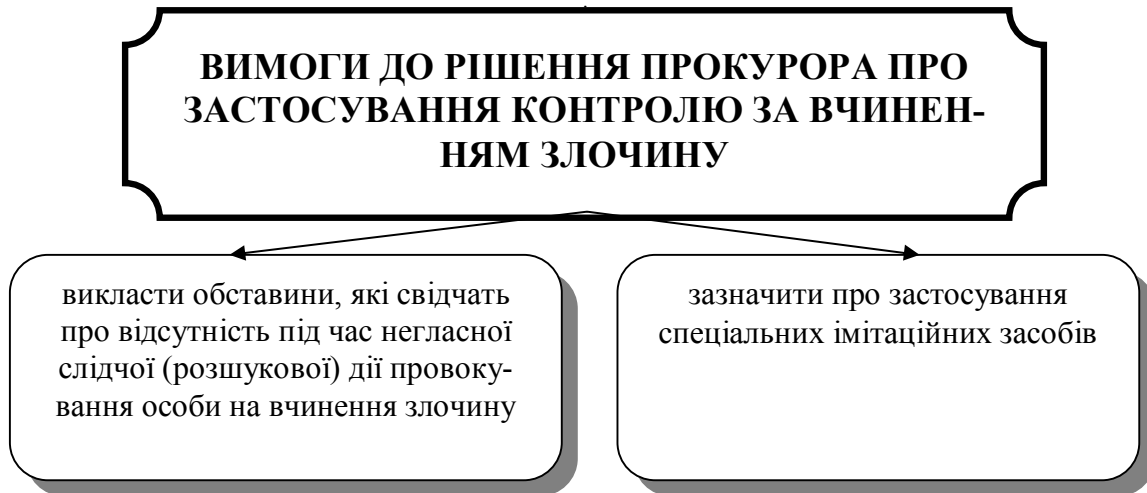 ВИМОГИ ДО РІШЕННЯ ПРОКУРОРА ПРО
ЗАСТОСУВАННЯ КОНТРОЛЮ ЗА ВЧИНЕН-
НЯМ ЗЛОЧИНУ
викласти обставини, які свідчать
про відсутність під час негласної
слідчої (розшукової) дії провоку-
вання особи на вчинення злочину
зазначити про застосування
спеціальних імітаційних засобів